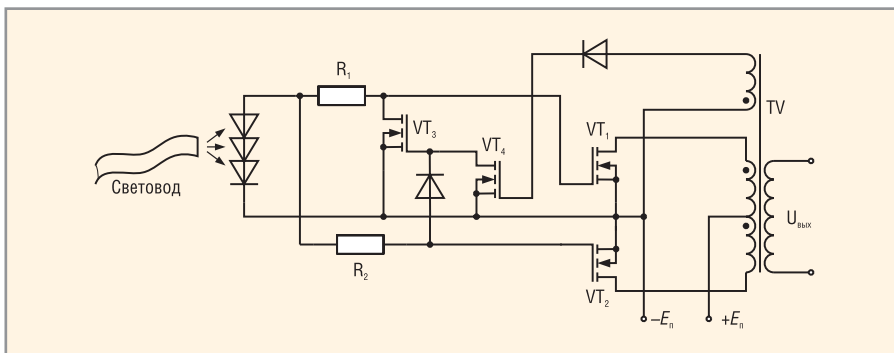 R₁
VT₃
VT₄
VT₁
TV
Световод
R₂
VT₂
Uвых
–Eп
+Eп